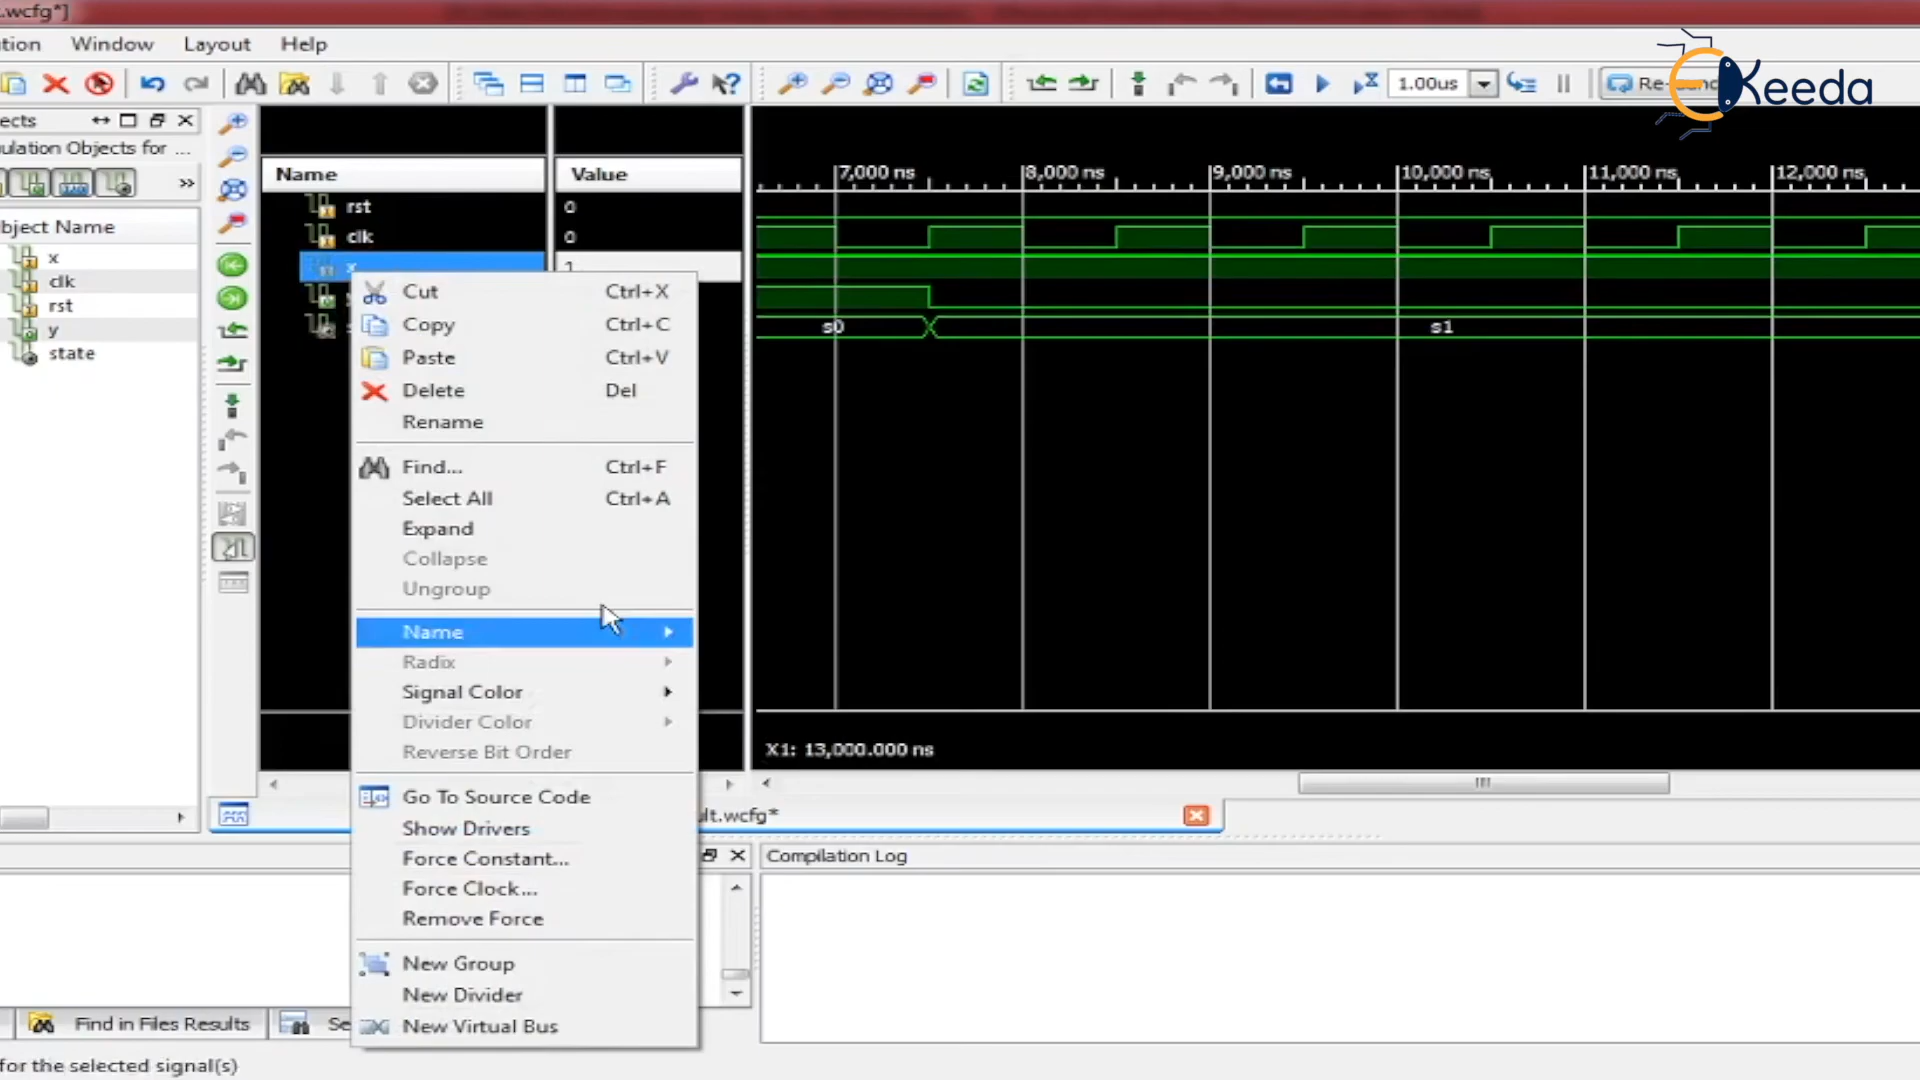 .wcfg*]
tion Window Layout Help
1.00us
Keeda
ects
ulation Objects for ...
Name
Value
7,000 ns
8,000 ns
9,000 ns
10,000 ns
11,000 ns
12,000 ns
bject Name
x
clk
rst
y
state
rst 0
clk 0
x 1
s0
s1
Cut Ctrl+X
Copy Ctrl+C
Paste Ctrl+V
Delete Del
Rename
Find... Ctrl+F
Select All Ctrl+A
Expand
Collapse
Ungroup
Name
Radix
Signal Color
Divider Color
Reverse Bit Order
Go To Source Code
Show Drivers
Force Constant...
Force Clock...
Remove Force
New Group
New Divider
New Virtual Bus
X1: 13,000.000 ns
ult.wcfg*
Compilation Log
Find in Files Results
Se
for the selected signal(s)